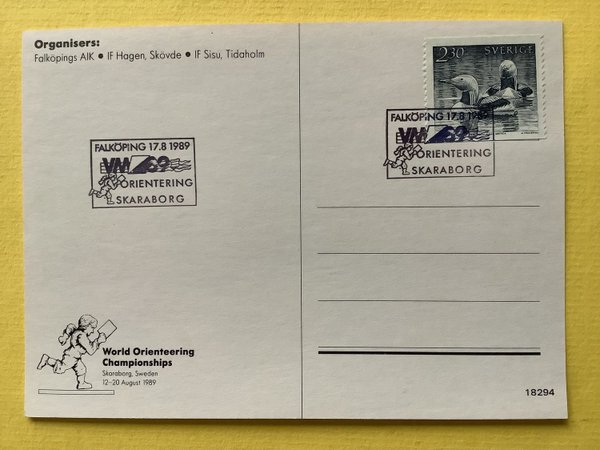 Organisers:
Falköpings AIK • IF Hagen, Skövde • IF Sisu, Tidaholm
2.30 SVERIGE
FALKÖPING 17.8 1989
VM 89
ORIENTERING
SKARABORG
FALKÖPING 17.8 1989
VM 89
ORIENTERING
SKARABORG
World Orienteering
Championships
Skaraborg, Sweden
12-20 August 1989
18294